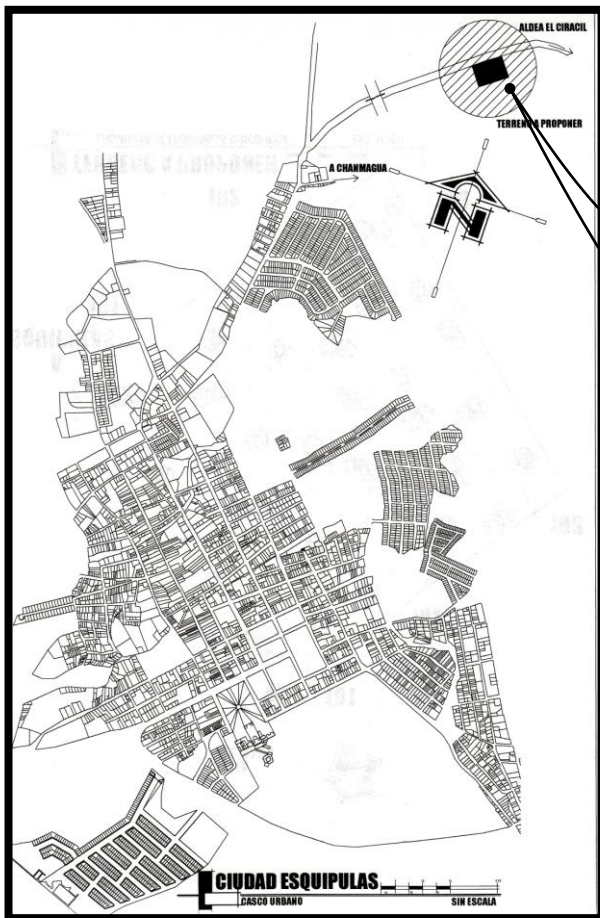 ALDEA EL CIRACIL
TERRENO A PROPONER
A CHANMAGUA
N
CIUDAD ESQUIPULAS
CASCO URBANO
SIN ESCALA